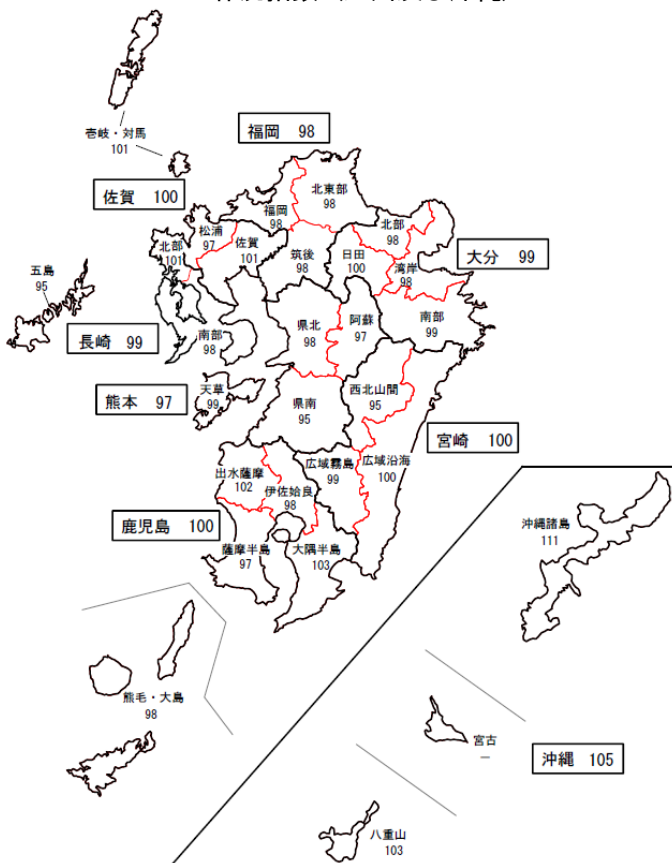 壱岐・対馬
101
福岡 98
佐賀 100
北東部
98
福岡
98
松浦
97
佐賀
101
北部
101
筑後
98
日田
100
北部
98
湾岸
98
大分 99
五島
95
南部
99
長崎 99
南部
98
県北
98
阿蘇
97
熊本 97
天草
99
県南
95
西北山間
95
宮崎 100
出水薩摩
102
伊佐姶良
98
広域霧島
99
広域沿海
100
鹿児島 100
薩摩半島
97
大隅半島
103
沖縄諸島
111
熊毛・大島
98
宮古
―
沖縄 105
八重山
103